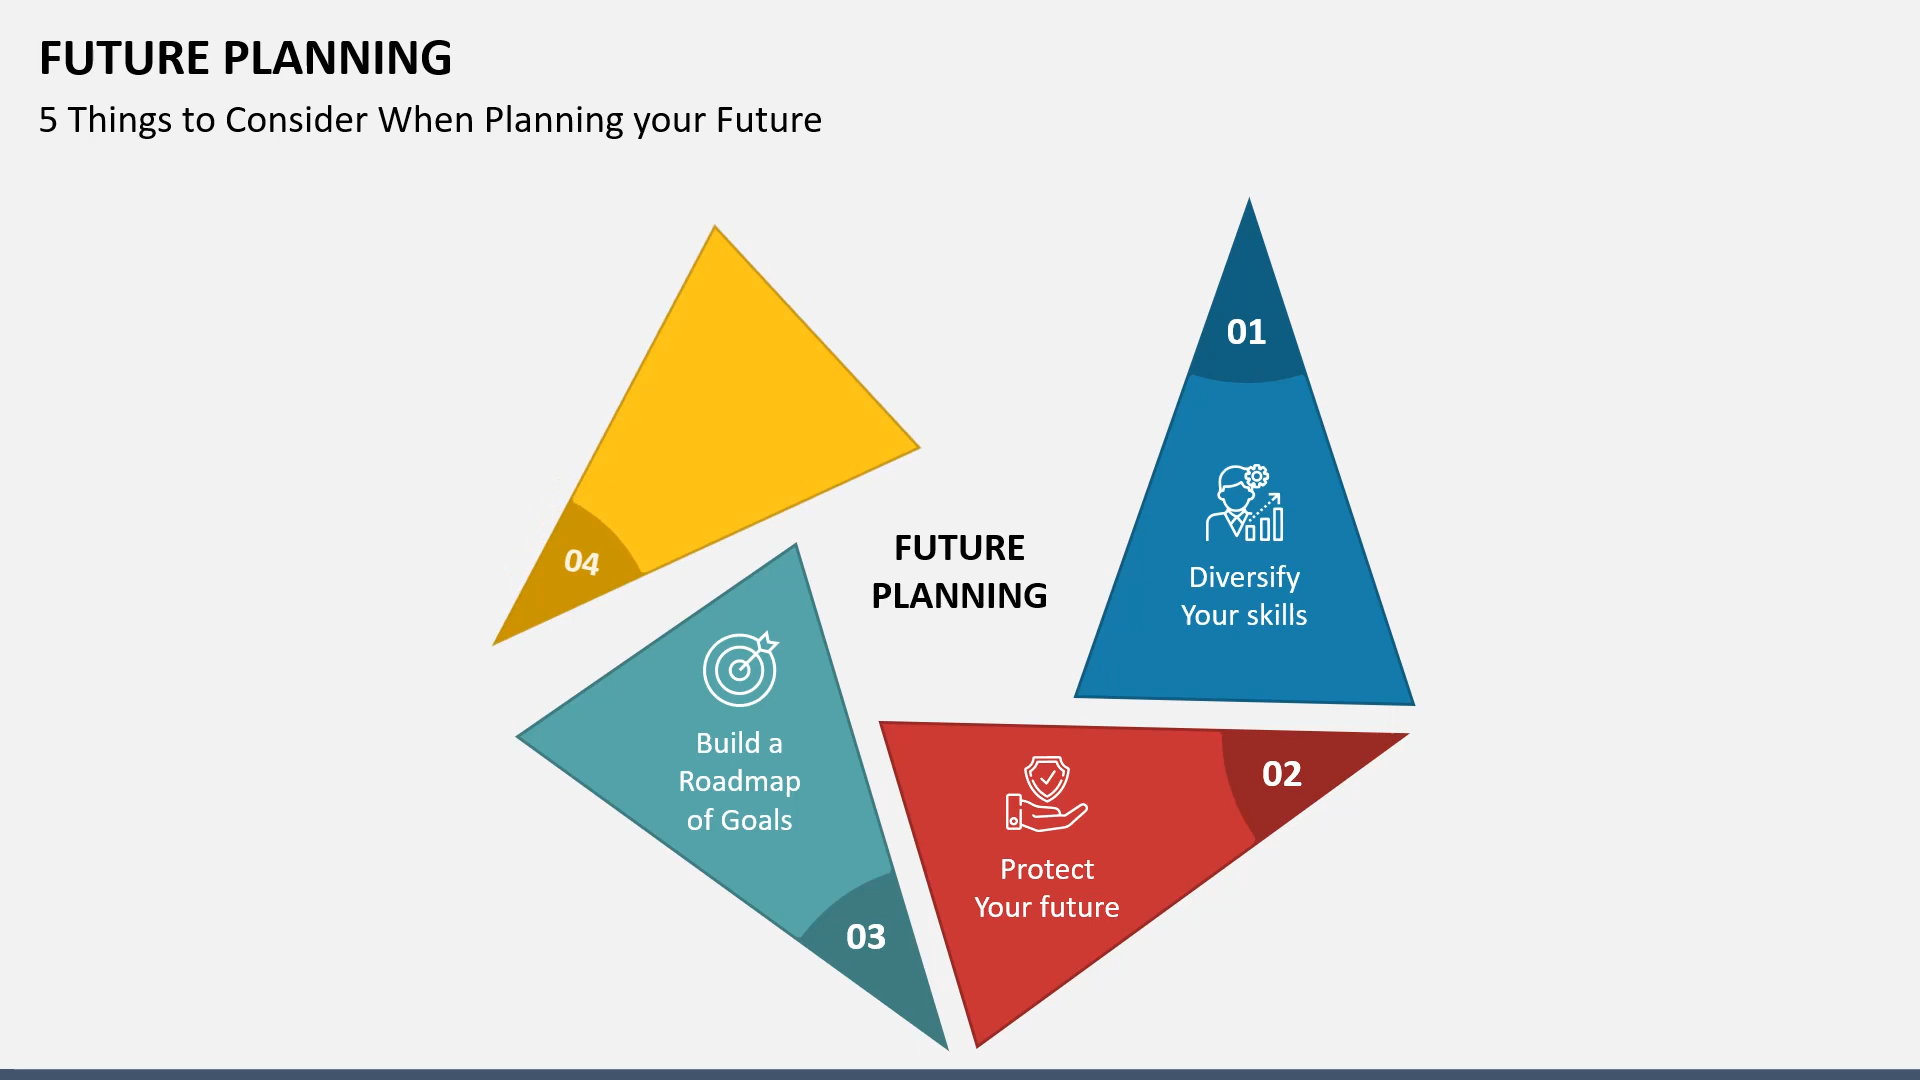 FUTURE PLANNING
5 Things to Consider When Planning your Future
01
Diversify
Your skills
02
Protect
Your future
03
Build a
Roadmap
of Goals
04
FUTURE
PLANNING